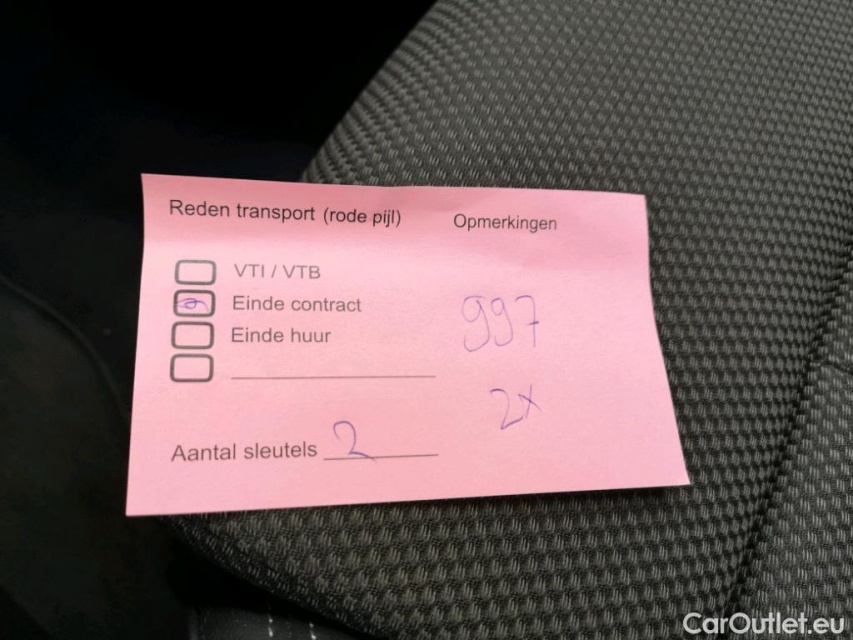 Reden transport (rode pijl)
Opmerkingen
VTI / VTB
Einde contract
Einde huur
997
2x
Aantal sleutels 2
CarOutlet.eu